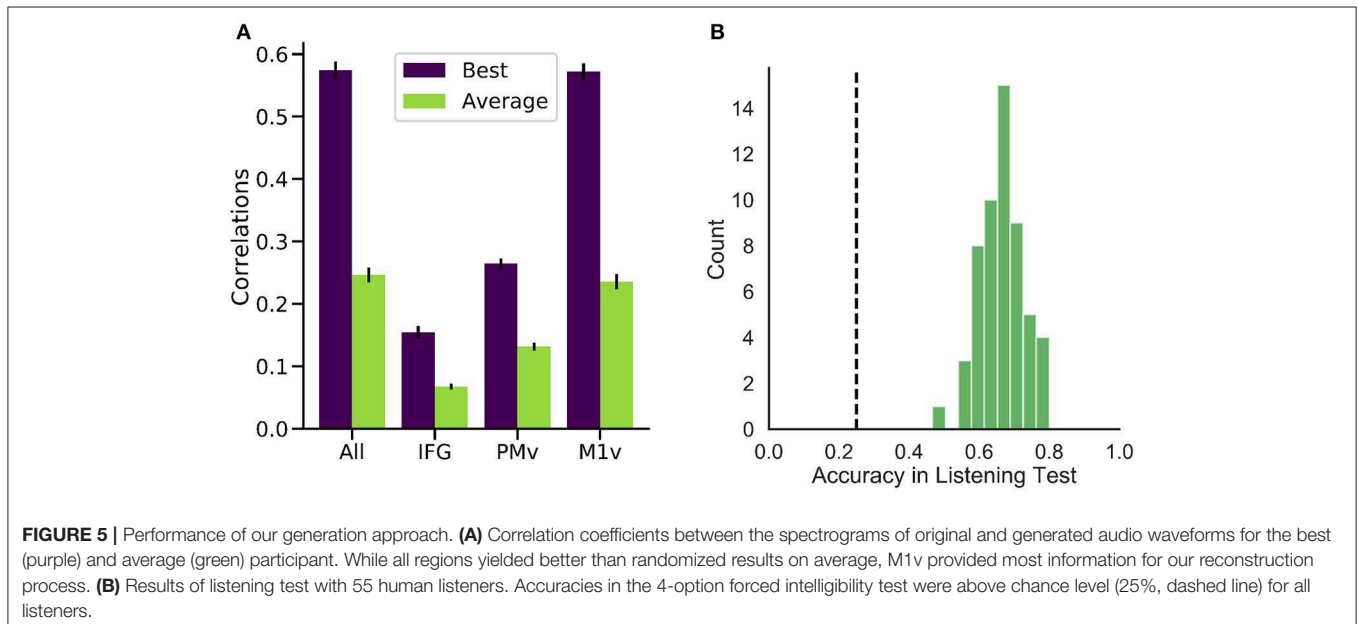 A
0.6
0.5
0.4
0.3
0.2
0.1
0.0
Correlations
Best
Average
All IFG PMv M1v
B
14
12
10
8
6
4
2
0
Count
0.0 0.2 0.4 0.6 0.8 1.0
Accuracy in Listening Test
FIGURE 5 | Performance of our generation approach. (A) Correlation coefficients between the spectrograms of original and generated audio waveforms for the best
(purple) and average (green) participant. While all regions yielded better than randomized results on average, M1v provided most information for our reconstruction
process. (B) Results of listening test with 55 human listeners. Accuracies in the 4-option forced intelligibility test were above chance level (25%, dashed line) for all
listeners.